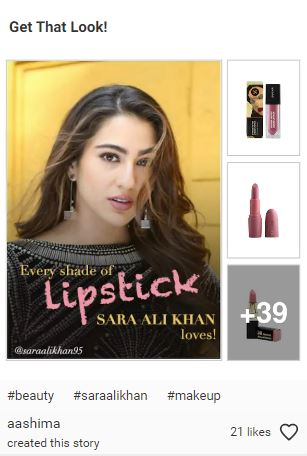 Get That Look!
Every shade of
lipstick
SARA ALI KHAN
loves!
@saraalikhan95
+39
#beauty #saraalikhan #makeup
aashima
created this story
21 likes